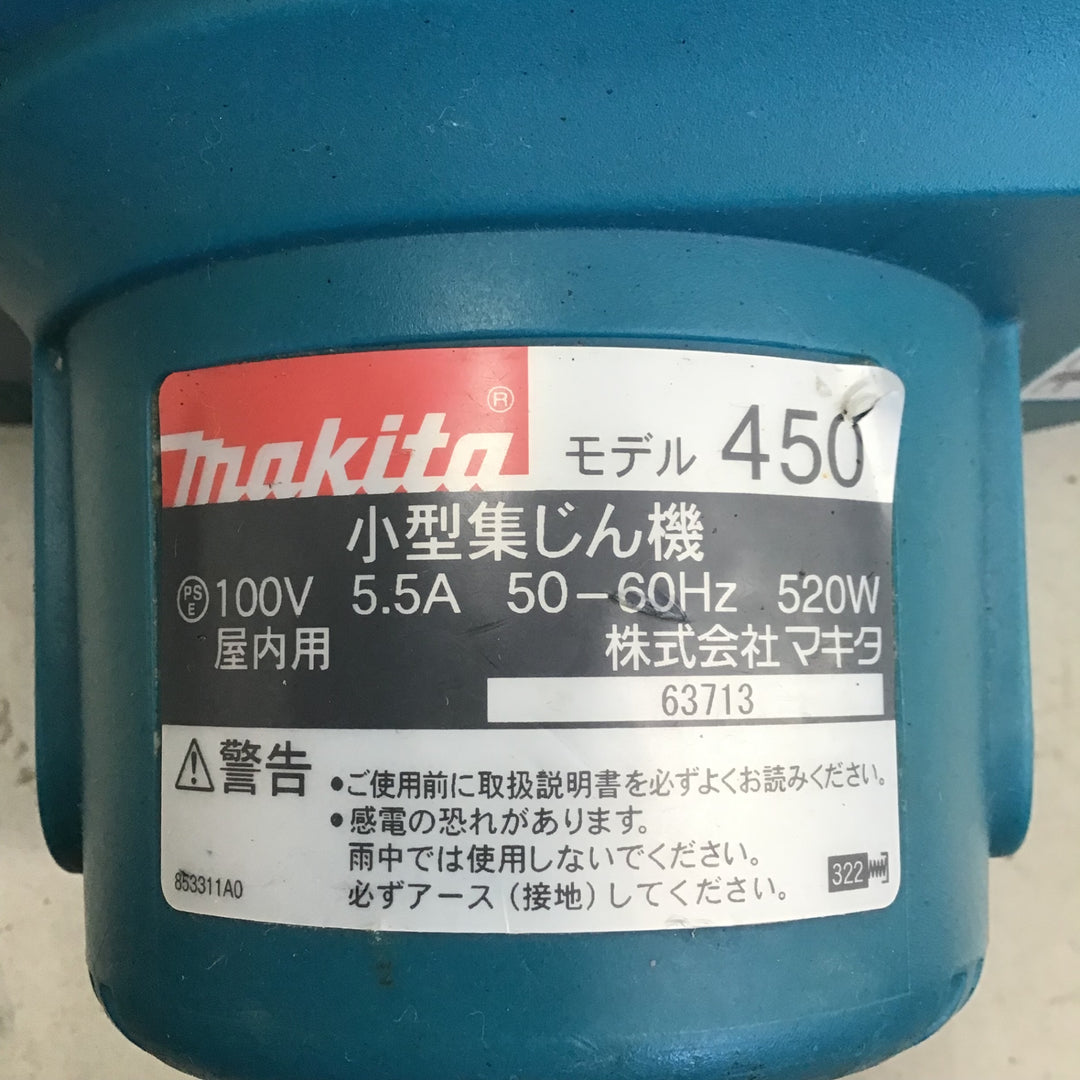 makita®
モデル 450
小型集じん機
PSE 100V 5.5A 50-60Hz 520W
屋内用 株式会社マキタ
63713
警告 ●ご使用前に取扱説明書を必ずよくお読みください。
●感電の恐れがあります。
雨中では使用しないでください。
必ずアース(接地)してください。
853311A0
322